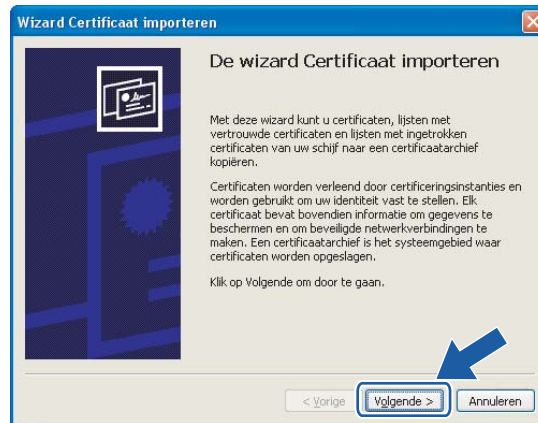 Wizard Certificaat importeren
De wizard Certificaat importeren
Met deze wizard kunt u certificaten, lijsten met
vertrouwde certificaten en lijsten met ingetrokken
certificaten van uw schijf naar een certificaatarchief
kopiëren.
Certificaten worden verleend door certificeringsinstanties en
worden gebruikt om uw identiteit vast te stellen. Elk
certificaat bevat bovendien informatie om gegevens te
beschermen en om beveiligde netwerkverbindingen te
maken. Een certificaatarchief is het systeemgebied waar
certificaten worden opgeslagen.
Klik op Volgende om door te gaan.
< Vorige Volgende > Annuleren